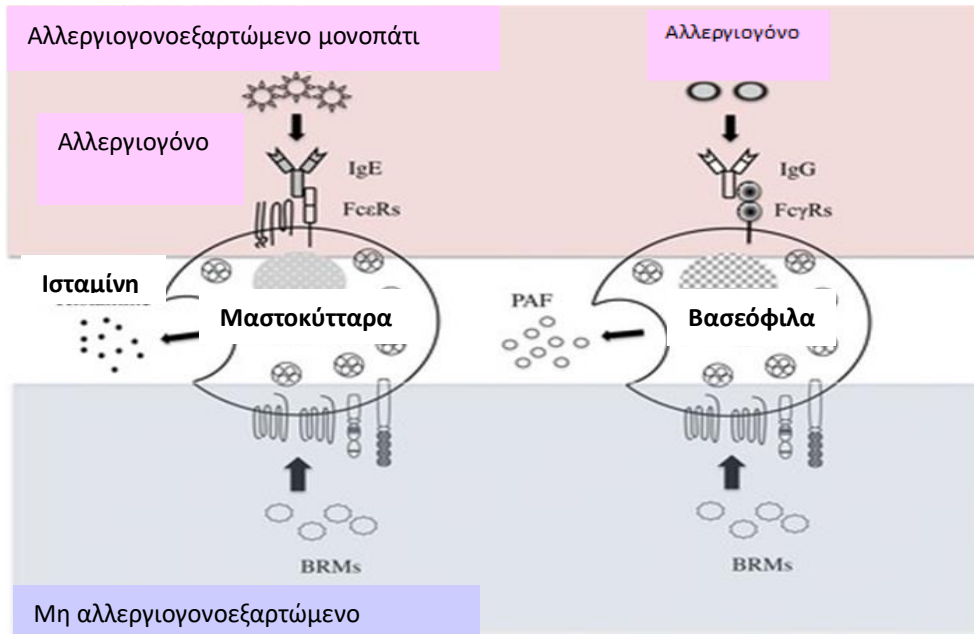 Αλλεργιογονοεξαρτώμενο μονοπάτι
Αλλεργιογόνο
Αλλεργιογόνο
IgE
IgG
FcεRs
FcγRs
Ισταμίνη
PAF
Μαστοκύτταρα
Βασεόφιλα
BRMs
BRMs
Μη αλλεργιογονοεξαρτώμενο